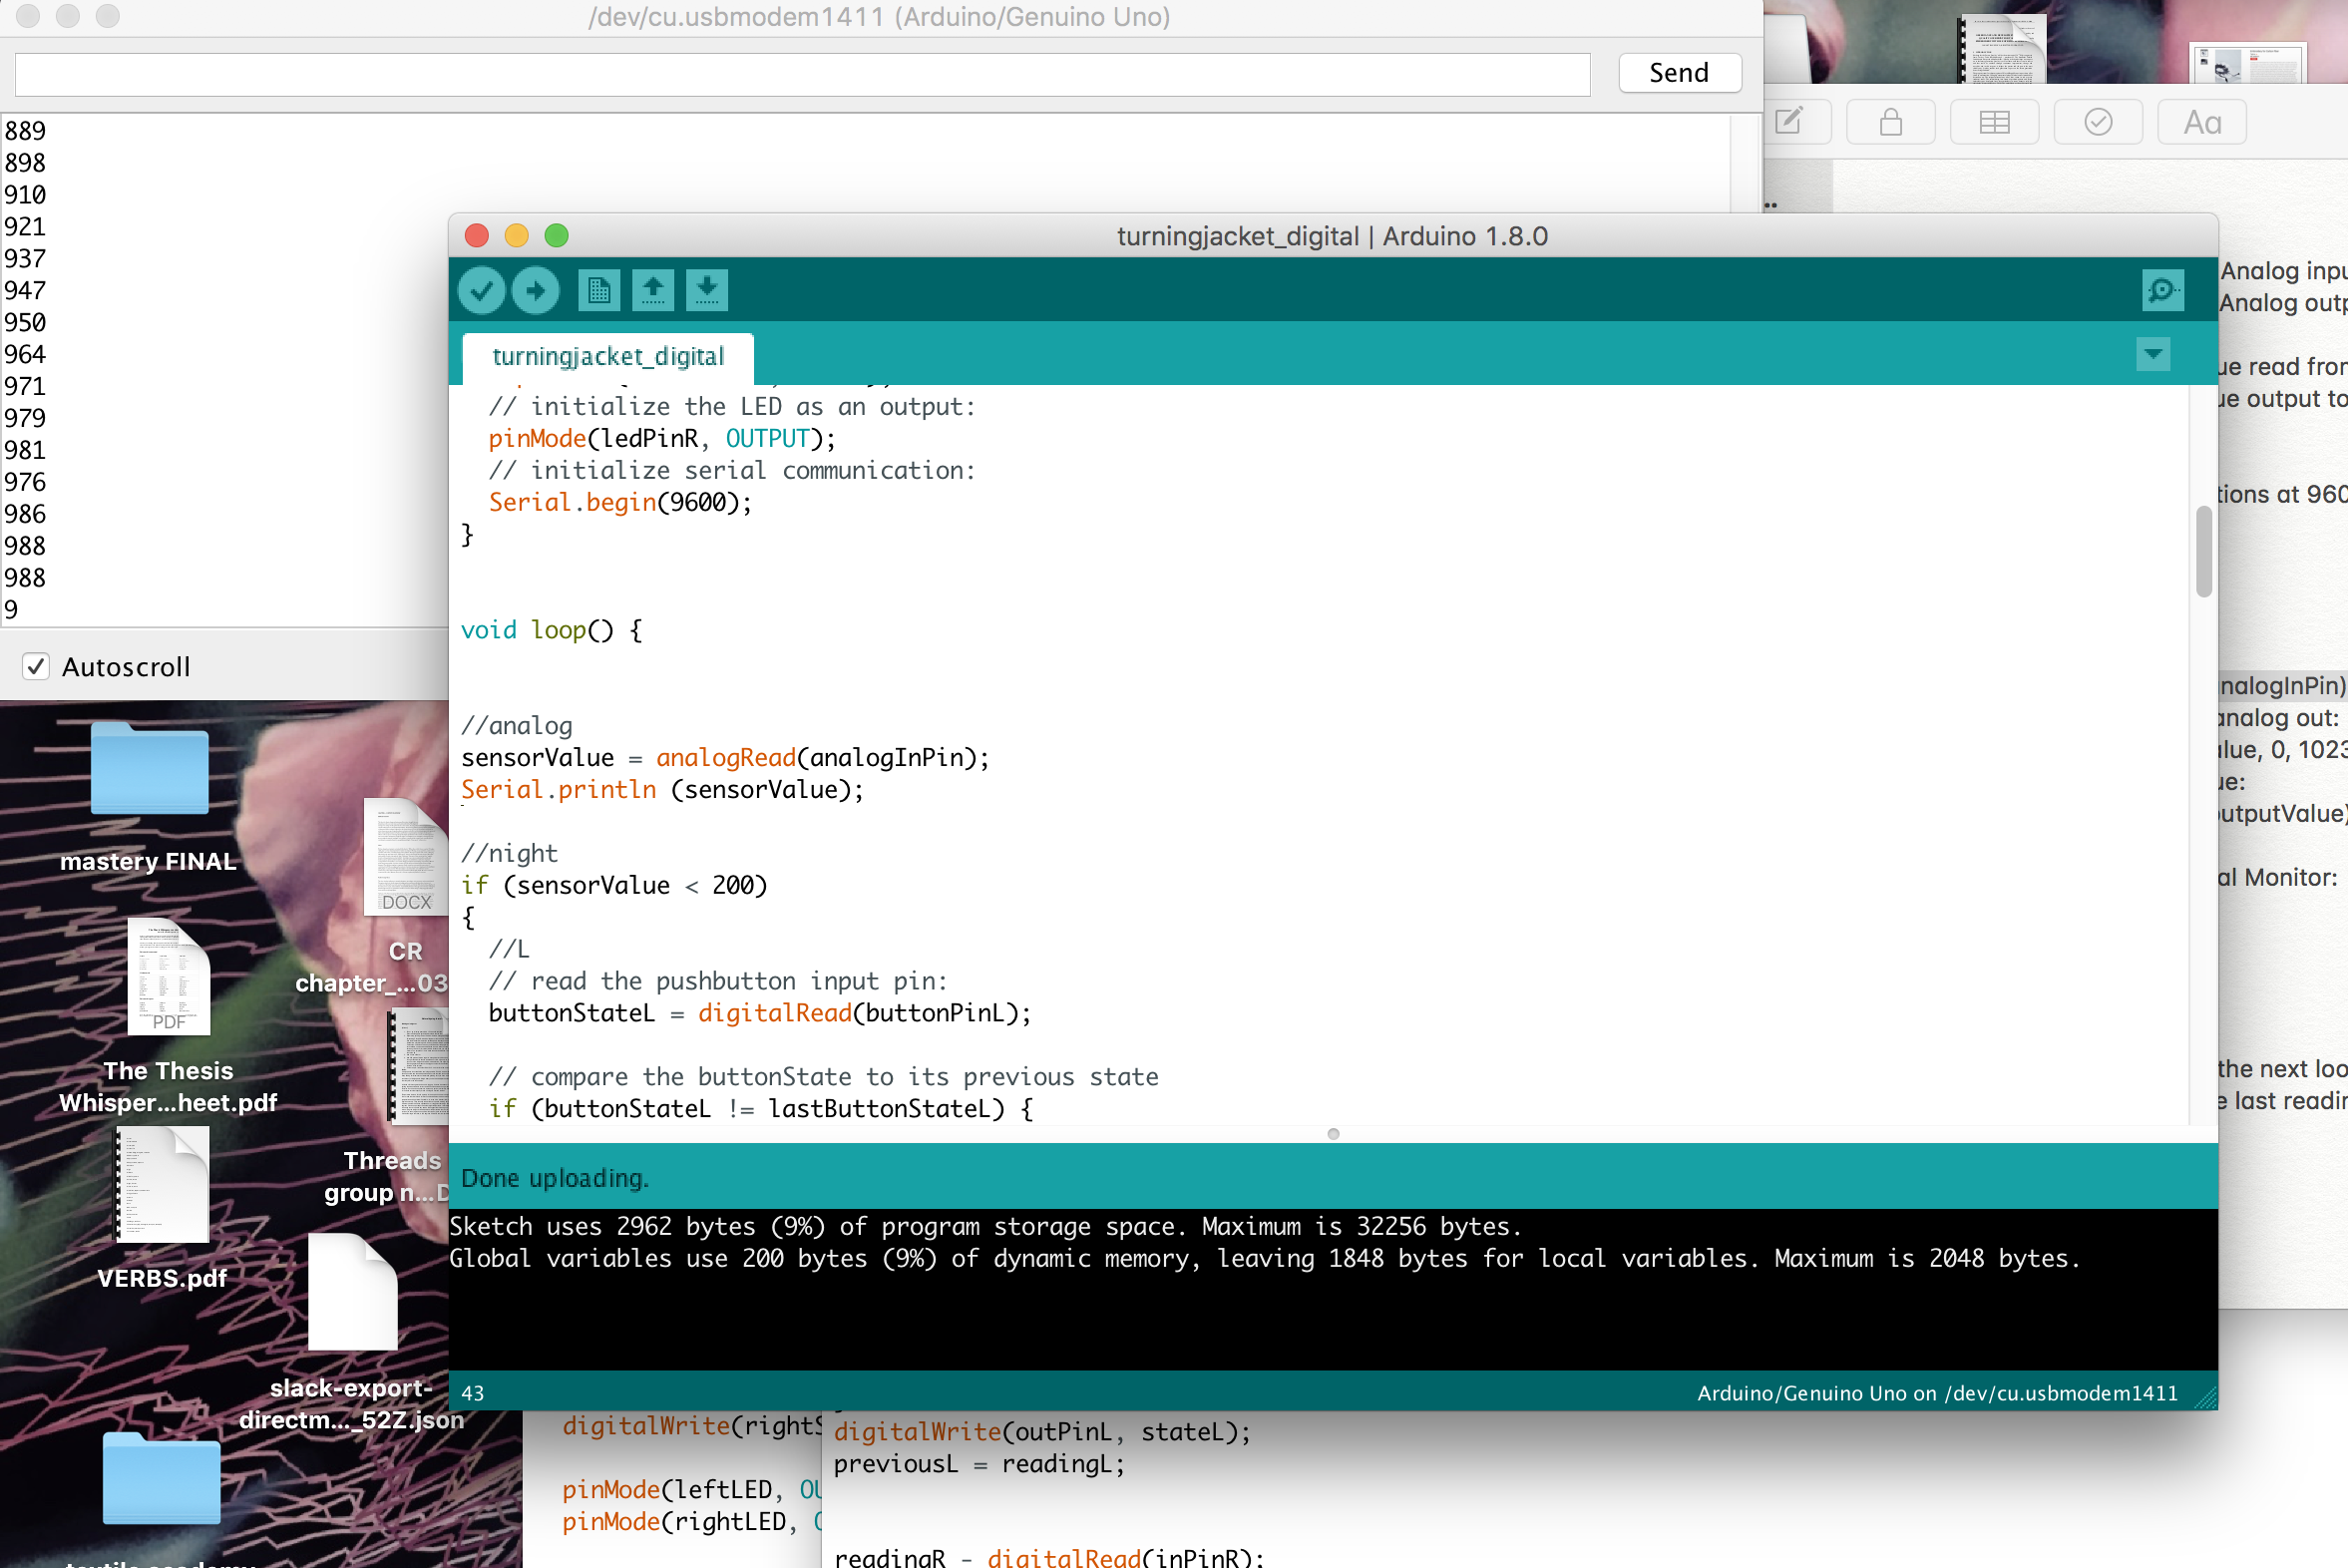 /dev/cu.usbmodem1411 (Arduino/Genuino Uno)
Send
889
898
910
921
937
947
950
964
971
979
981
976
986
988
988
9
Autoscroll
turningjacket_digital | Arduino 1.8.0
turningjacket_digital
// initialize the LED as an output:
pinMode(ledPinR, OUTPUT);
// initialize serial communication:
Serial.begin(9600);
}
void loop() {
//analog
sensorValue = analogRead(analogInPin);
Serial.println (sensorValue);
//night
if (sensorValue < 200)
{
//L
// read the pushbutton input pin:
buttonStateL = digitalRead(buttonPinL);
// compare the buttonState to its previous state
if (buttonStateL != lastButtonStateL) {
Done uploading.
Sketch uses 2962 bytes (9%) of program storage space. Maximum is 32256 bytes.
Global variables use 200 bytes (9%) of dynamic memory, leaving 1848 bytes for local variables. Maximum is 2048 bytes.
43
Arduino/Genuino Uno on /dev/cu.usbmodem1411
Aa
Analog inpu
Analog outp
ue read from
ue output to
tions at 960
nalogInPin)
analog out:
alue, 0, 1023
ue:
outputValue)
al Monitor:
the next loo
e last readin
mastery FINAL
DOCX
CR
chapter_...03
PDF
The Thesis
Whisper...heet.pdf
Threads
group n...D
VERBS.pdf
slack-export-
directm..._52Z.json
digitalWrite(rightS
pinMode(leftLED, OU
pinMode(rightLED, O
digitalWrite(outPinL, stateL);
previousL = readingL;
readingR - digitalRead(inPinR);